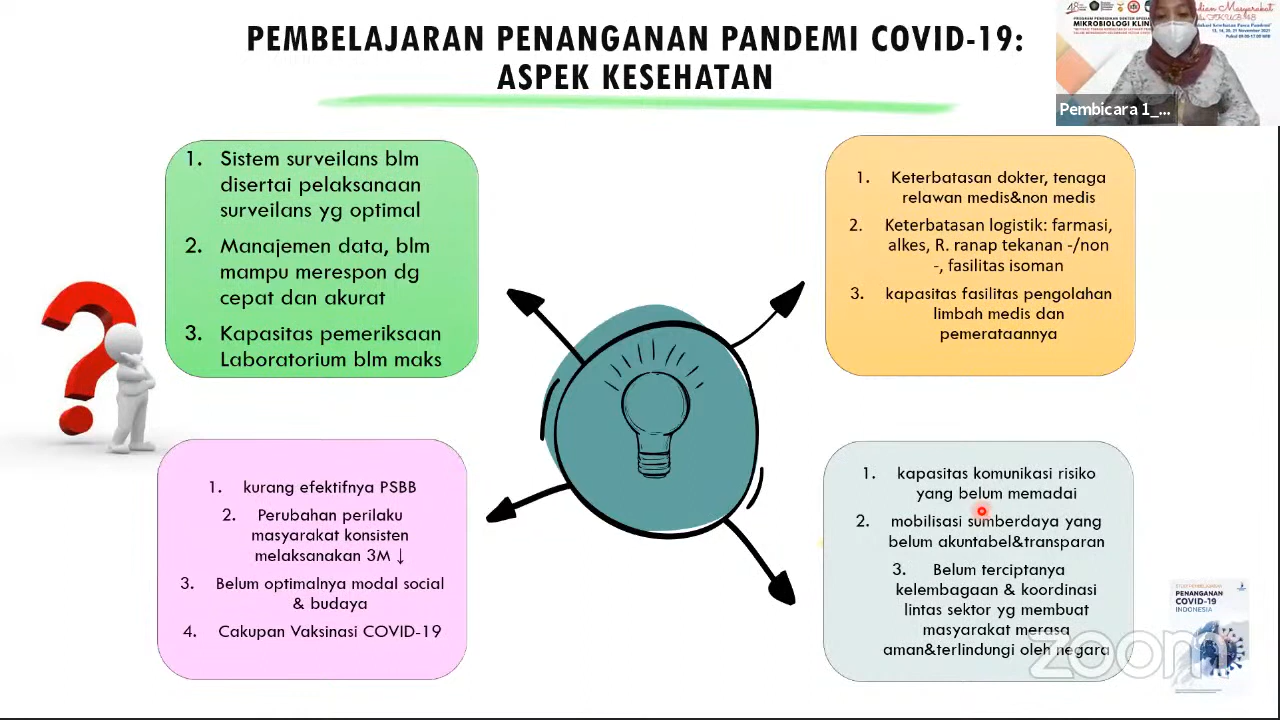 PEMBELAJARAN PENANGANAN PANDEMI COVID-19:
ASPEK KESEHATAN
MIKROBIOLOGI KLINIK
Pembicara 1_...
1. Sistem surveilans blm
disertai pelaksanaan
surveilans yg optimal
2. Manajemen data, blm
mampu merespon dg
cepat dan akurat
3. Kapasitas pemeriksaan
Laboratorium blm maks
1. Keterbatasan dokter, tenaga
relawan medis&non medis
2. Keterbatasan logistik: farmasi,
alkes, R. ranap tekanan -/non
-, fasilitas isoman
3. kapasitas fasilitas pengolahan
limbah medis dan
pemerataannya
1. kurang efektifnya PSBB
2. Perubahan perilaku
masyarakat konsisten
melaksanakan 3M ↓
3. Belum optimalnya modal social
& budaya
4. Cakupan Vaksinasi COVID-19
1. kapasitas komunikasi risiko
yang belum memadai
2. mobilisasi sumberdaya yang
belum akuntabel&transparan
3. Belum terciptanya
kelembagaan & koordinasi
lintas sektor yg membuat
masyarakat merasa
aman&terlindungi oleh negara
PENANGANAN
COVID-19
INDONESIA
zoom